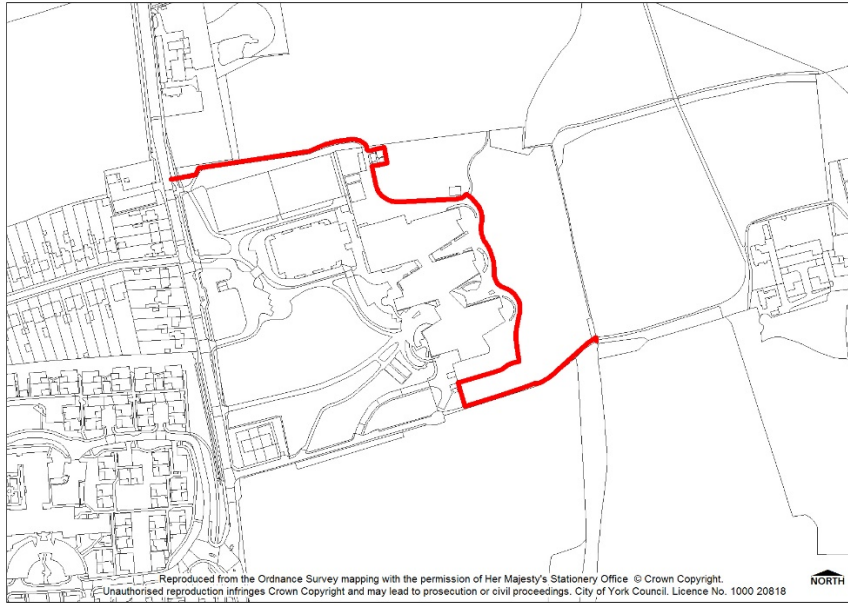 Reproduced from the Ordnance Survey mapping with the permission of Her Majesty's Stationery Office © Crown Copyright.
Unauthorised reproduction infringes Crown Copyright and may lead to prosecution or civil proceedings. City of York Council. Licence No. 1000 20818
NORTH